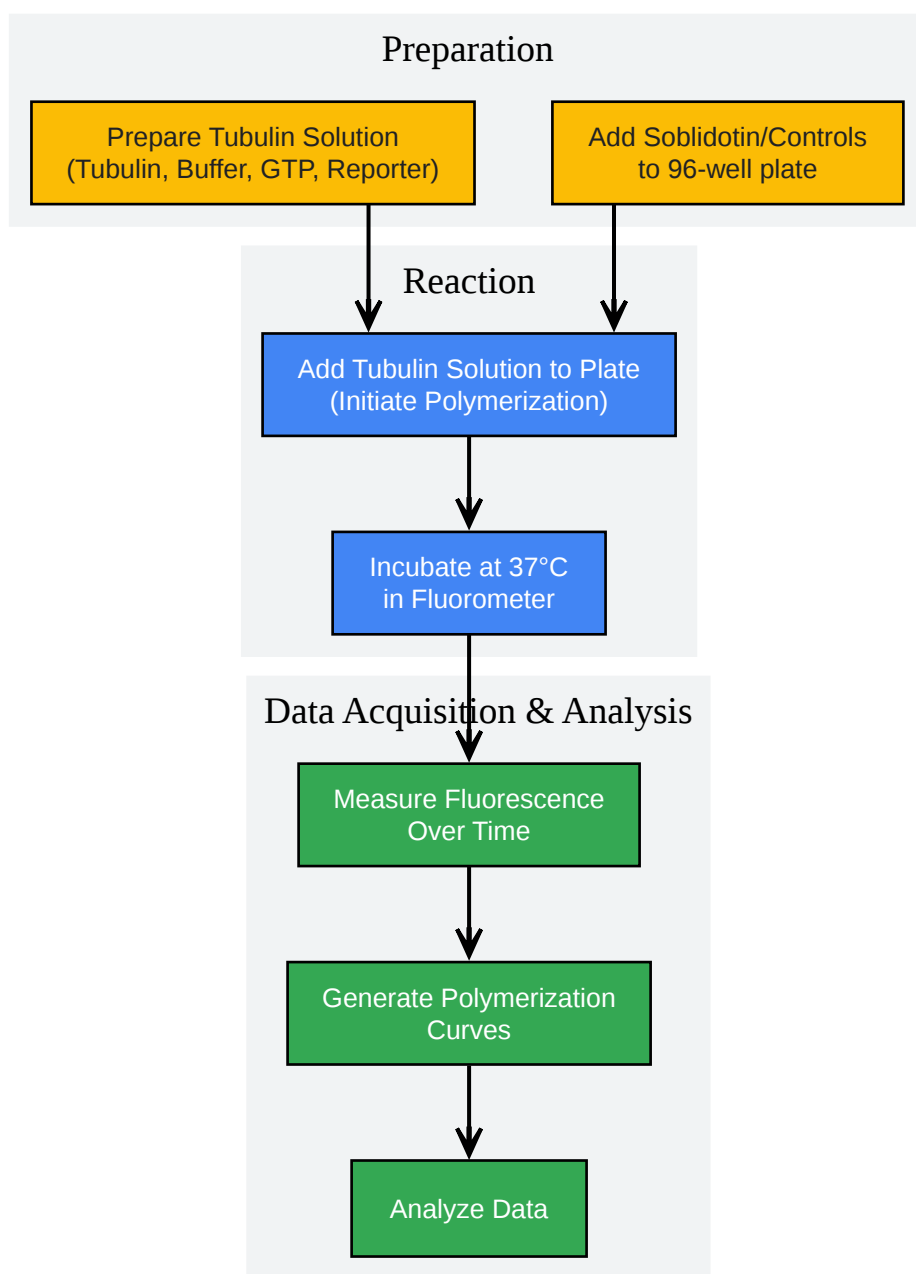 Preparation
Prepare Tubulin Solution
(Tubulin, Buffer, GTP, Reporter)
Add Soblidotin/Controls
to 96-well plate
Reaction
Add Tubulin Solution to Plate
(Initiate Polymerization)
Incubate at 37°C
in Fluorometer
Data Acquisition & Analysis
Measure Fluorescence
Over Time
Generate Polymerization
Curves
Analyze Data